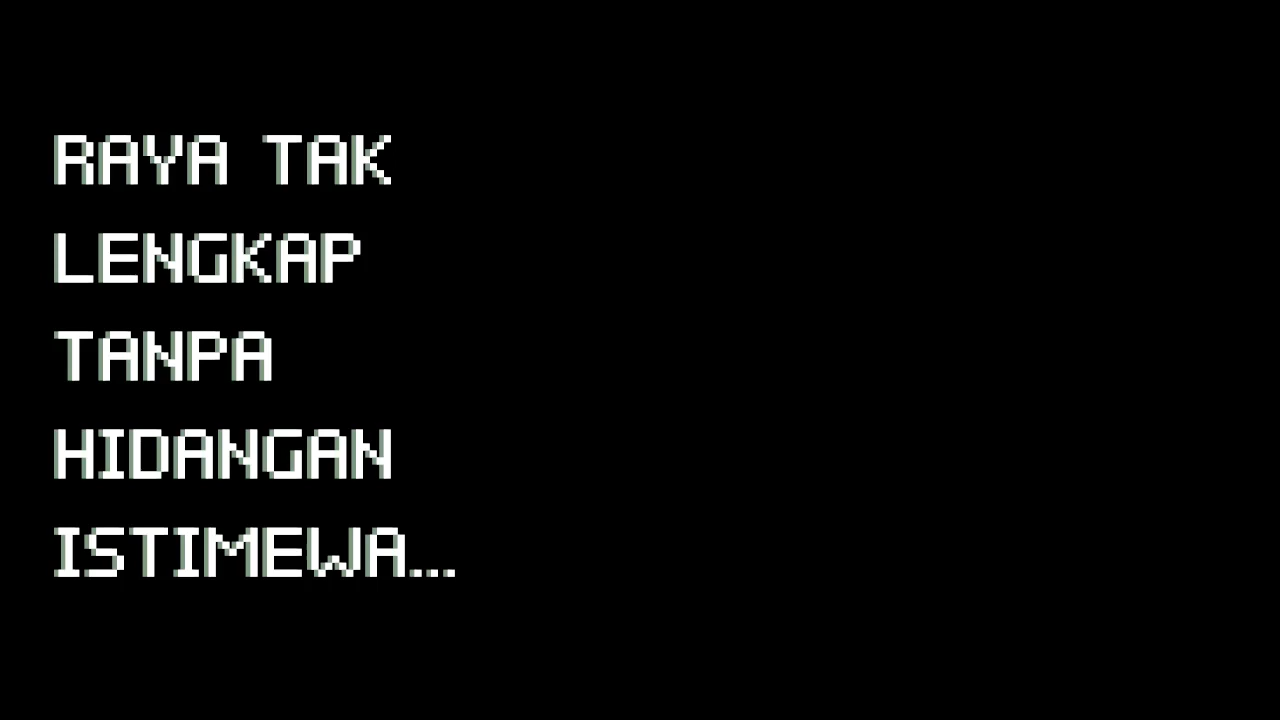 RAYA TAK
LENGKAP
TANPA
HIDANGAN
ISTIMEWA...